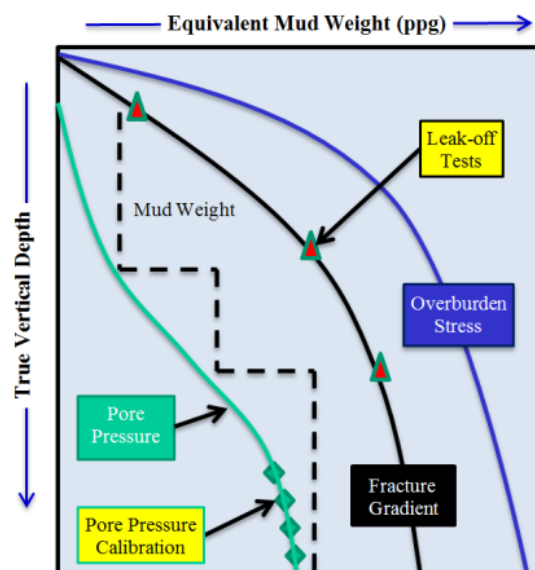 Equivalent Mud Weight (ppg)
True Vertical Depth
Leak-off
Tests
Mud Weight
Overburden
Stress
Pore
Pressure
Fracture
Gradient
Pore Pressure
Calibration